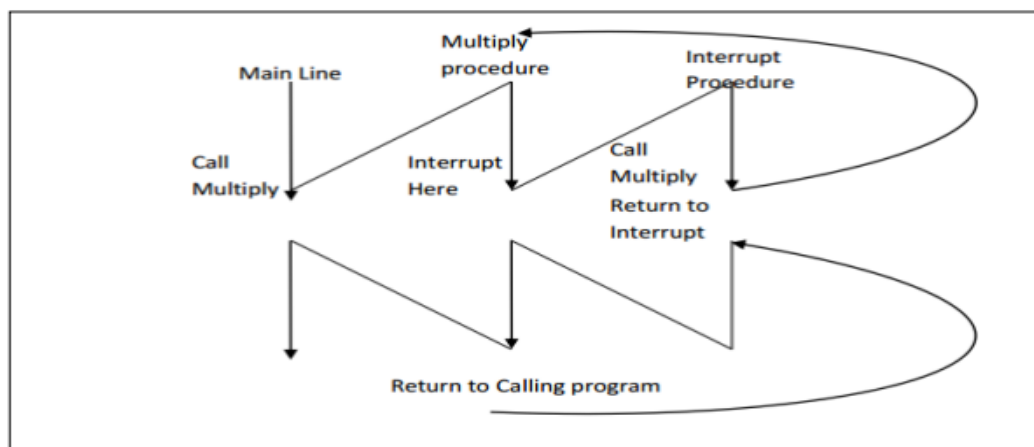 Multiply
procedure
Main Line
Interrupt
Procedure
Call
Multiply
Interrupt
Here
Call
Multiply
Return to
Interrupt
Return to Calling program